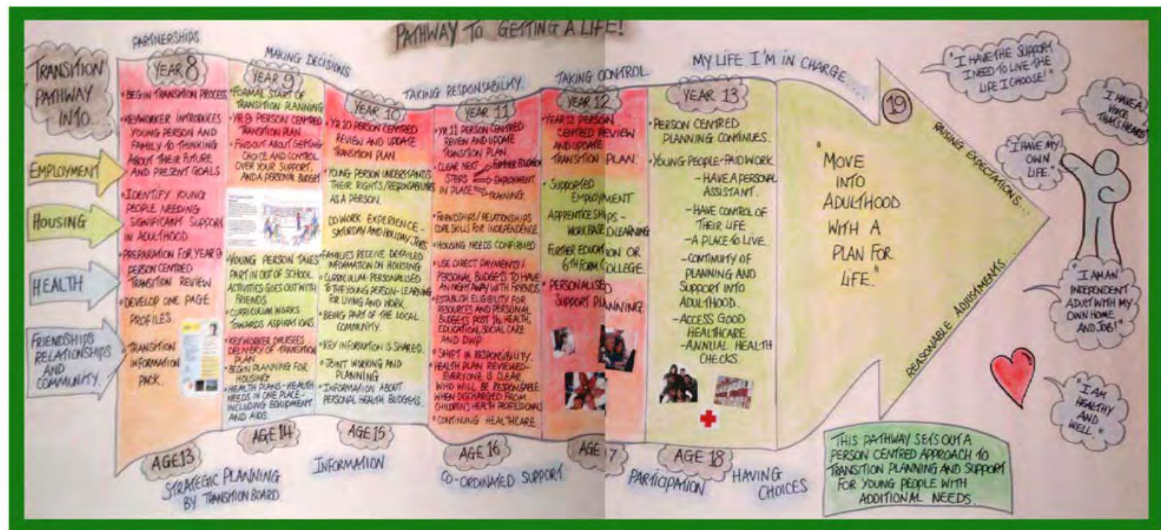 PATHWAY TO GETTING A LIFE!
TRANSITION
PATHWAY
IN 10
EMPLOYMENT
HOUSING
HEALTH
FRIENDSHIPS
RELATIONSHIPS
AND
COMMUNITY.
PARTNERSHIPS
YEAR 8
• BEGIN TRANSITION PROCESS
• KEYWORKER INTRODUCES
YOUNG PERSON AND
FAMILY TO THINKING
ABOUT THEIR FUTURE
AND PRESENT GOALS
• IDENTIFY YOUNG
PEOPLE NEEDING
SIGNIFICANT SUPPORT
IN ADULTHOOD.
• PREPARATION FOR YEAR 9
PERSON CENTRED
TRANSITION REVIEW
• DEVELOP ONE PAGE
PROFILES.
• TRANSITION
INFORMATION
PACK.
AGE 13
MAKING DECISIONS
YEAR 9
• FORMAL START OF
TRANSITION PLANNING
• YR 9 PERSON CENTRED
TRANSITION PLAN
• FIND OUT ABOUT GETTING
CHOICE AND CONTROL
OVER YOUR SUPPORT
AND A PERSONAL BUDGET
• YOUNG PERSON TAKES
PART IN OUT OF SCHOOL
ACTIVITIES GOES OUT WITH
FRIENDS
• CURRICULUM WORKS
TOWARDS ASPIRATIONS.
• KEYWORKER OVERSEES
DELIVERY OF TRANSITION
PLAN
• BEGIN PLANNING FOR
HOUSING
• HEALTH PLANS - HEALTH
NEEDS IN ONE PLACE -
INCLUDING EQUIPMENT
AND AIDS.
AGE 14
STRATEGIC PLANNING
BY TRANSITION BOARD
YEAR 10
• YR 10 PERSON CENTRED
REVIEW AND UPDATE
TRANSITION PLAN.
• YOUNG PERSON UNDERSTANDS
THEIR RIGHTS/RESPONSIBILITIES
AS A PERSON.
DO WORK EXPERIENCE -
SATURDAY AND HOLIDAY JOBS.
FAMILIES RECEIVE DETAILED
INFORMATION ON HOUSING
• CURRICULUM - PERSONALISED
TO THE YOUNG PERSON - LEARNING
FOR LIVING AND WORK.
• BEING PART OF THE LOCAL
COMMUNITY.
• KEY INFORMATION IS SHARED.
• JOINT WORKING AND
PLANNING
• INFORMATION ABOUT
PERSONAL HEALTH BUDGETS.
AGE 15
INFORMATION
TAKING RESPONSIBILITY.
YEAR 11
• YR 11 PERSON CENTRED
REVIEW AND UPDATE
TRANSITION PLAN.
• CLEAR NEXT FURTHER EDUCATION
STEPS EMPLOYMENT
IN PLACE TRAINING.
• FRIENDSHIPS/RELATIONSHIPS
CORE SKILLS FOR INDEPENDENCE.
• HOUSING NEEDS CONFIRMED
• USE DIRECT PAYMENTS/
PERSONAL BUDGETS TO HAVE
AN NIGHT AWAY WITH FRIENDS.
• ESTABLISH ELIGIBILITY FOR
RESOURCES AND PERSONAL
BUDGETS POST 16 HEALTH,
EDUCATION, SOCIAL CARE
AND DWP
• SHIFT IN RESPONSIBILITY.
• HEALTH PLAN REVIEWED -
EVERYONE IS CLEAR
WHO WILL BE RESPONSIBLE
WHEN DISCHARGED FROM
CHILDREN'S HEALTH PROFESSIONALS
• CONTINUING HEALTHCARE
AGE 16
CO-ORDINATED SUPPORT
TAKING CONTROL
YEAR 12
• YEAR 12 PERSON
CENTRED REVIEW
AND UPDATE
TRANSITION PLAN.
• SUPPORTED
EMPLOYMENT
APPRENTICESHIPS -
WORKBASED LEARNING
FURTHER EDUCATION OR
6TH FORM COLLEGE.
• PERSONALISED
SUPPORT PLANNING.
AGE 17
MY LIFE I'M IN CHARGE....
YEAR 13
• PERSON CENTRED
PLANNING CONTINUES.
• YOUNG PEOPLE - PAID WORK
- HAVE A PERSONAL
ASSISTANT.
- HAVE CONTROL OF
THEIR LIFE
- A PLACE TO LIVE.
- CONTINUITY OF
PLANNING AND
SUPPORT INTO
ADULTHOOD.
- ACCESS GOOD
HEALTHCARE
- ANNUAL HEALTH
CHECKS.
AGE 18
PARTICIPATION
HAVING
CHOICES
19
"MOVE
INTO
ADULTHOOD
WITH A
PLAN FOR
LIFE."
RAISING EXPECTATIONS...
REASONABLE ADJUSTMENTS...
"I HAVE THE SUPPORT
I NEED TO LIVE THE
LIFE I CHOOSE!"
"I HAVE A
VOICE
THAT'S HEARD"
"I HAVE MY
OWN
LIFE."
"I AM AN
INDEPENDENT
ADULT WITH MY
OWN HOME
AND JOB!"
"I AM
HEALTHY
AND
WELL."
THIS PATHWAY SETS OUT A
PERSON CENTRED APPROACH TO
TRANSITION PLANNING AND SUPPORT
FOR YOUNG PEOPLE WITH
ADDITIONAL NEEDS.